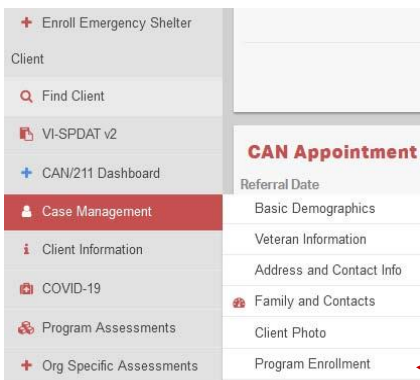 Enroll Emergency Shelter
Client
Find Client
VI-SPDAT v2
CAN/211 Dashboard
Case Management
Client Information
COVID-19
Program Assessments
Org Specific Assessments
CAN Appointment
Referral Date
Basic Demographics
Veteran Information
Address and Contact Info
Family and Contacts
Client Photo
Program Enrollment